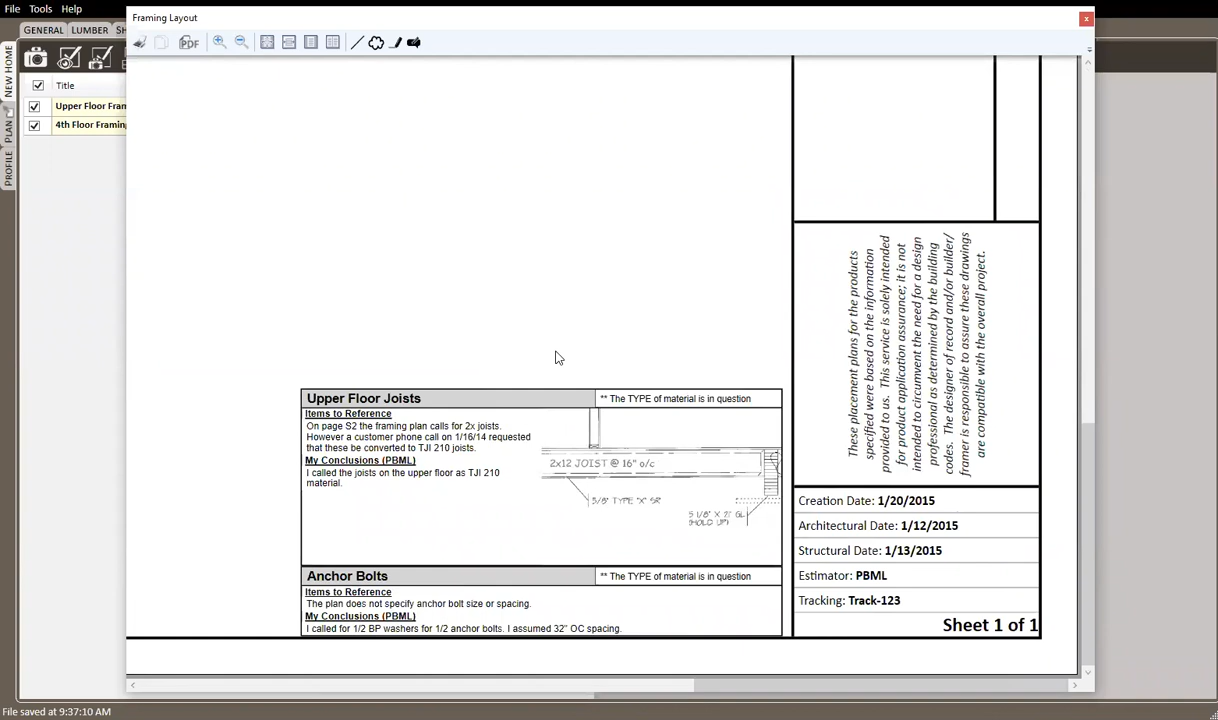 File Tools Help
Framing Layout
GENERAL LUMBER
PDF
NEW HOME
PLAN
PROFILE
Title
Upper Floor Fram
4th Floor Framing
Upper Floor Joists
** The TYPE of material is in question
Items to Reference
On page S2 the framing plan calls for 2x joists.
However a customer phone call on 1/16/14 requested
that these be converted to TJI 210 joists.
My Conclusions (PBML)
I called the joists on the upper floor as TJI 210
material.
2x12 JOIST @ 16" o/c
5/8" TYPE "X" SR
(HOLD UP)
Anchor Bolts
** The TYPE of material is in question
Items to Reference
The plan does not specify anchor bolt size or spacing.
My Conclusions (PBML)
I called for 1/2 BP washers for 1/2 anchor bolts. I assumed 32" OC spacing.
These placement plans for the products
specified were based on the information
provided to us. This service is solely intended
for product application assurance; it is not
intended to circumvent the need for a design
professional as determined by the building
codes. The designer of record and/or builder/
framer is responsible to assure these drawings
are compatible with the overall project.
Creation Date: 1/20/2015
Architectural Date: 1/12/2015
Structural Date: 1/13/2015
Estimator: PBML
Tracking: Track-123
Sheet 1 of 1
File saved at 9:37:10 AM